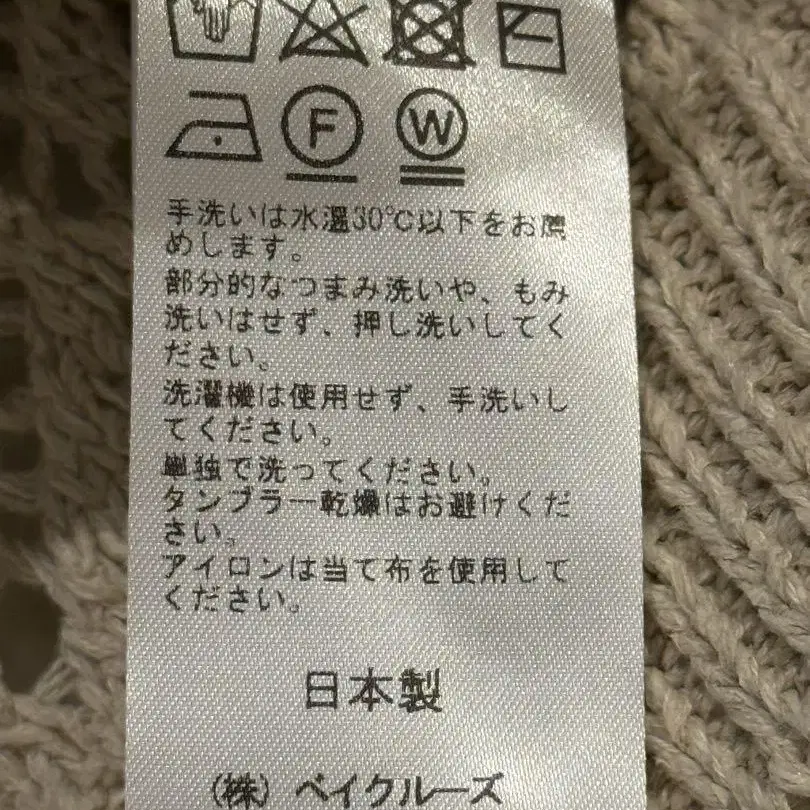 F W
手洗いは水温30℃以下をお薦
めします。
部分的なつまみ洗いや、もみ
洗いはせず、押し洗いしてく
ださい。
洗濯機は使用せず、手洗いし
てください。
単独で洗ってください。
タンブラー乾燥はお避けくだ
さい。
アイロンは当て布を使用して
ください。
日本製
(株) ベイクルーズ